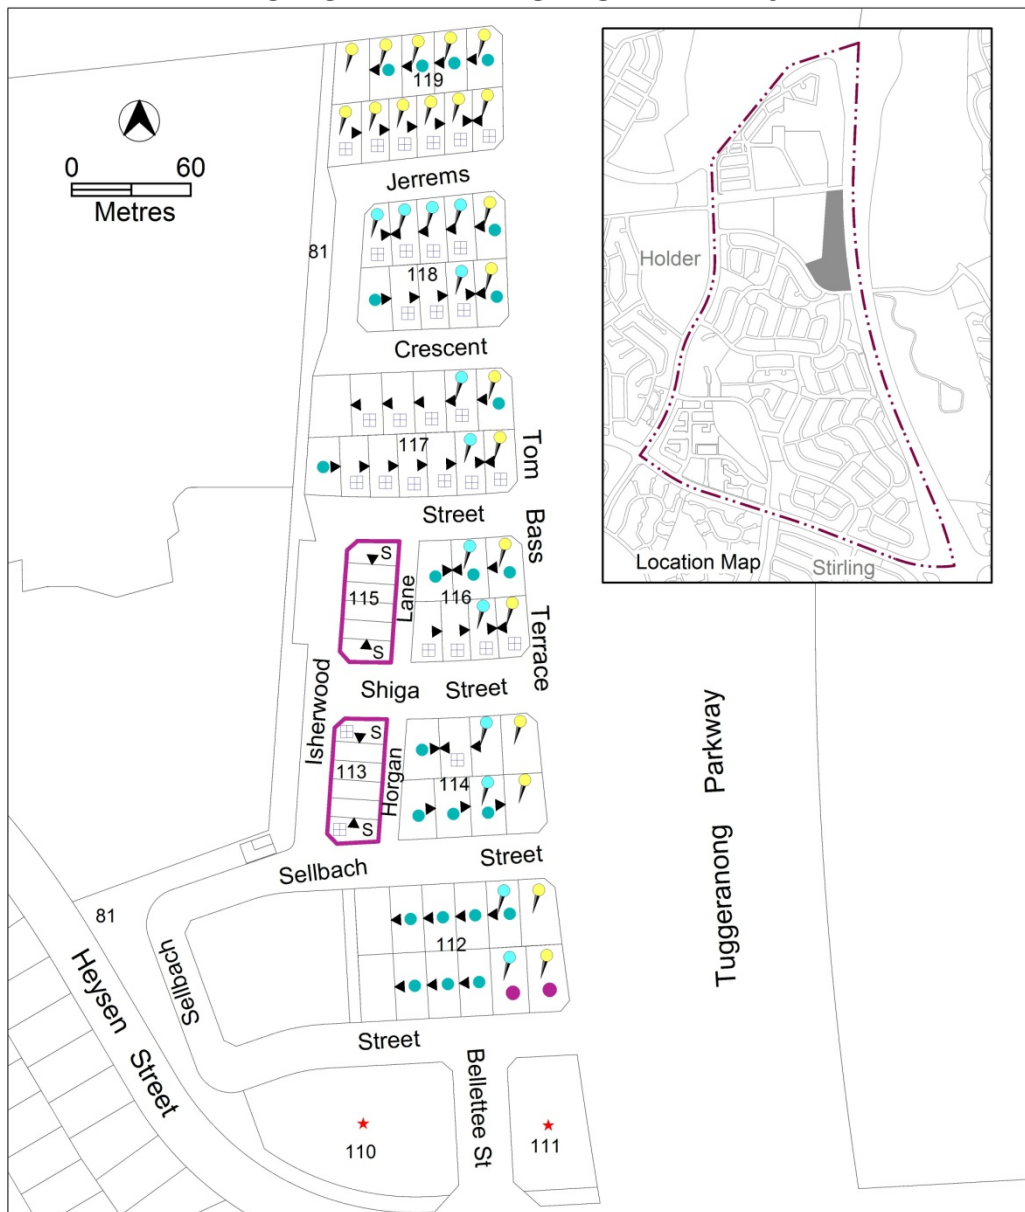 119
0 60
Metres
Jerrems
81
118
Crescent
117
Tom
Street
Bass
S
115
Lane
116
Terrace
S
Isherwood
Shiga Street
S
113
Horgan
114
S
Sellbach
Street
81
112
Sellbach
Heysen Street
Street
Bellettee St
110
111
Tuggeranong Parkway
Holder
Location Map
Stirling